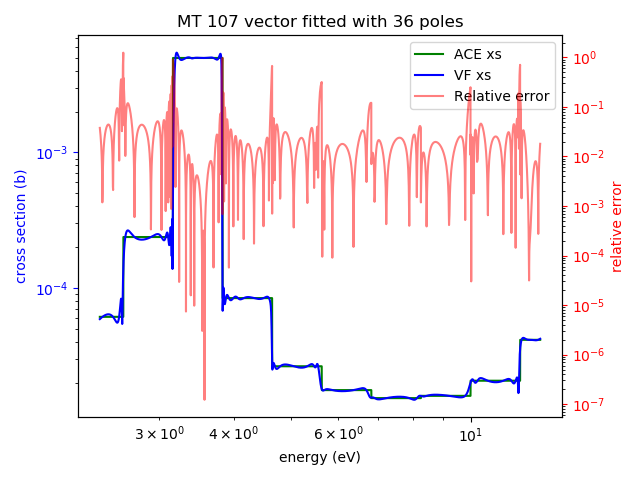 MT 107 vector fitted with 36 poles
ACE xs
VF xs
Relative error
cross section (b)
10⁻³
10⁻⁴
10⁰
10⁻¹
10⁻²
10⁻³
10⁻⁴
10⁻⁵
10⁻⁶
10⁻⁷
relative error
3×10⁰ 4×10⁰ 6×10⁰ 10¹
energy (eV)